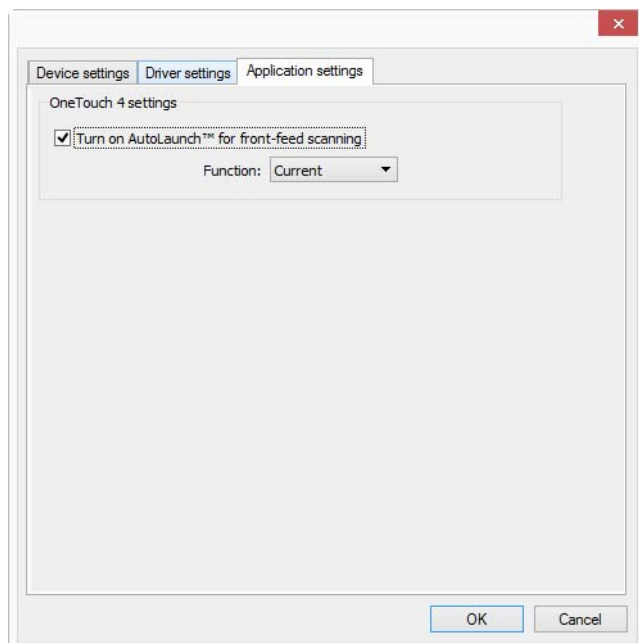 Device settings Driver settings Application settings
OneTouch 4 settings
Turn on AutoLaunch™ for front-feed scanning
Function: Current
OK Cancel